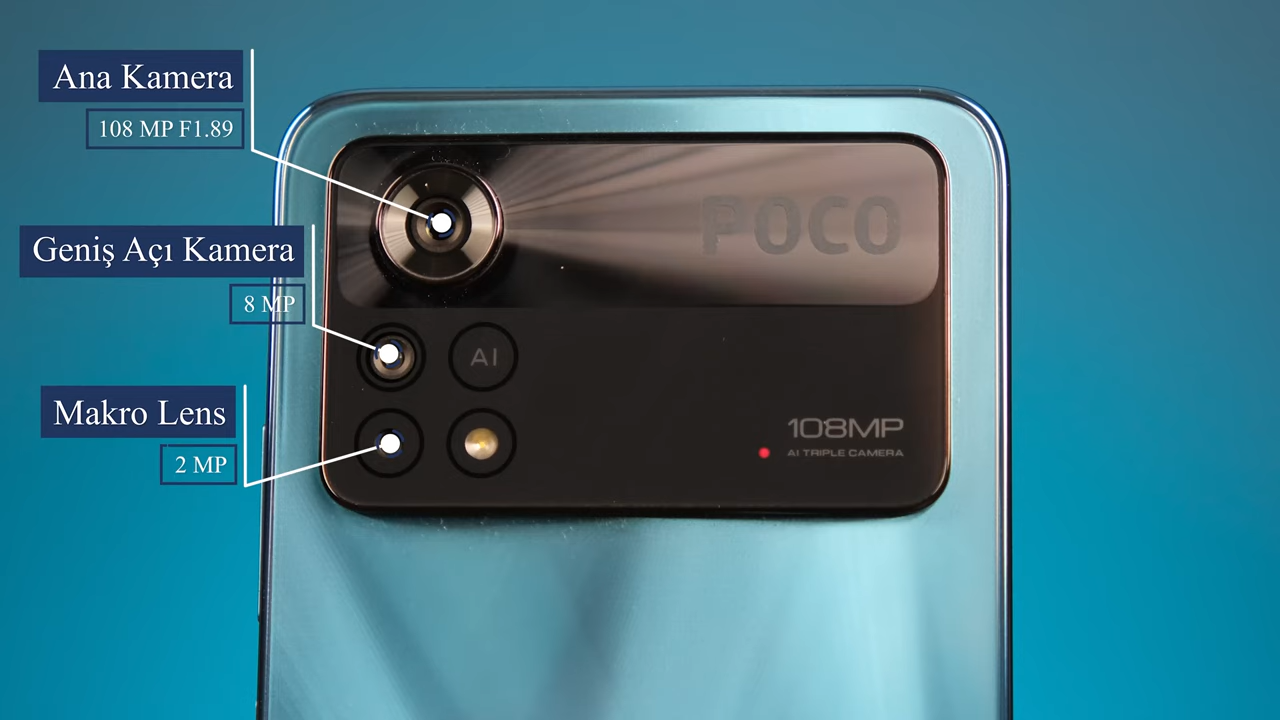 Ana Kamera
108 MP F1.89
Geniş Açı Kamera
8 MP
Makro Lens
2 MP
POCO
AI
108MP
AI TRIPLE CAMERA